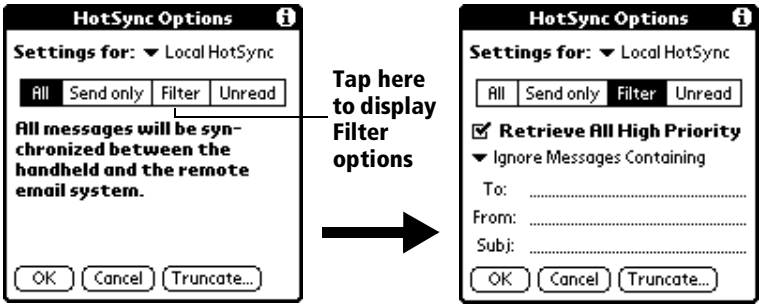 HotSync Options
Settings for: Local HotSync
All Send only Filter Unread
All messages will be syn-
chronized between the
handheld and the remote
email system.
OK Cancel Truncate...
Tap here
to display
Filter
options
HotSync Options
Settings for: Local HotSync
All Send only Filter Unread
Retrieve All High Priority
Ignore Messages Containing
To:
From:
Subj:
OK Cancel Truncate...